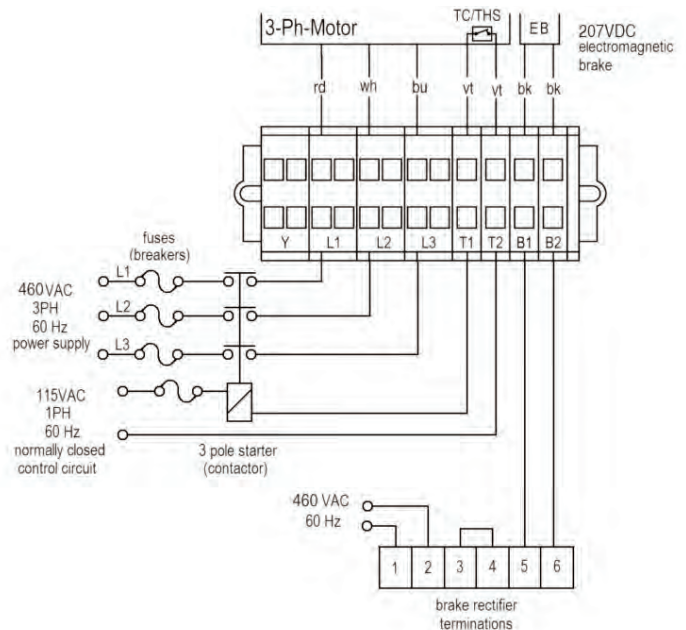 3-Ph-Motor
TC/THS
EB
207VDC
electromagnetic
brake
rd
wh
bu
vt
vt
bk
bk
Y
L1
L2
L3
T1
T2
B1
B2
fuses
(breakers)
L1
L2
L3
460VAC
3PH
60 Hz
power supply
115VAC
1PH
60 Hz
normally closed
control circuit
3 pole starter
(contactor)
460 VAC
60 Hz
1
2
3
4
5
6
brake rectifier
terminations